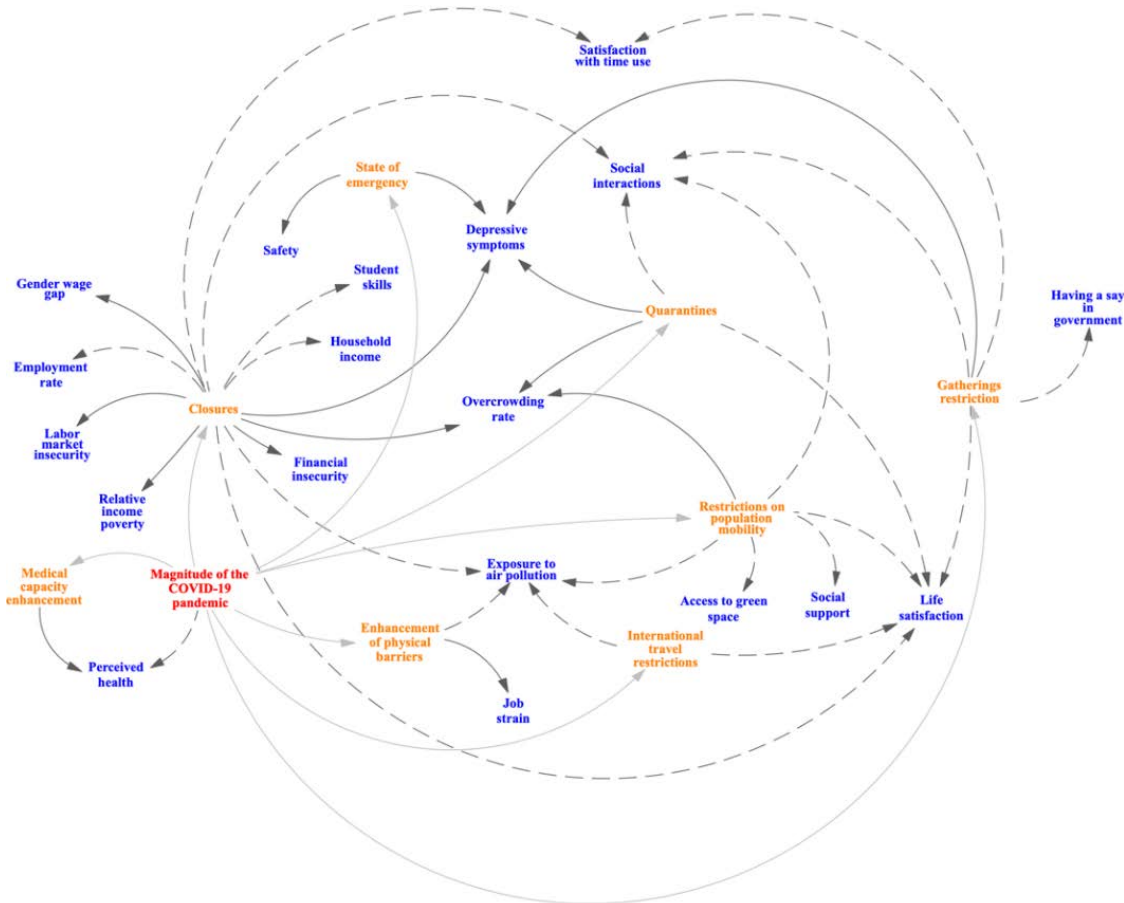 Satisfaction
with time use
State of
emergency
Social
interactions
Safety
Depressive
symptoms
Student
skills
Gender wage
gap
Having a say
in
government
Quarantines
Household
income
Employment
rate
Gatherings
restriction
Closures
Overcrowding
rate
Labor
market
insecurity
Financial
insecurity
Relative
income
poverty
Restrictions on
population
mobility
Medical
capacity
enhancement
Magnitude of the
COVID-19
pandemic
Exposure to
air pollution
Access to green
space
Social
support
Life
satisfaction
Enhancement
of physical
barriers
International
travel
restrictions
Perceived
health
Job
strain